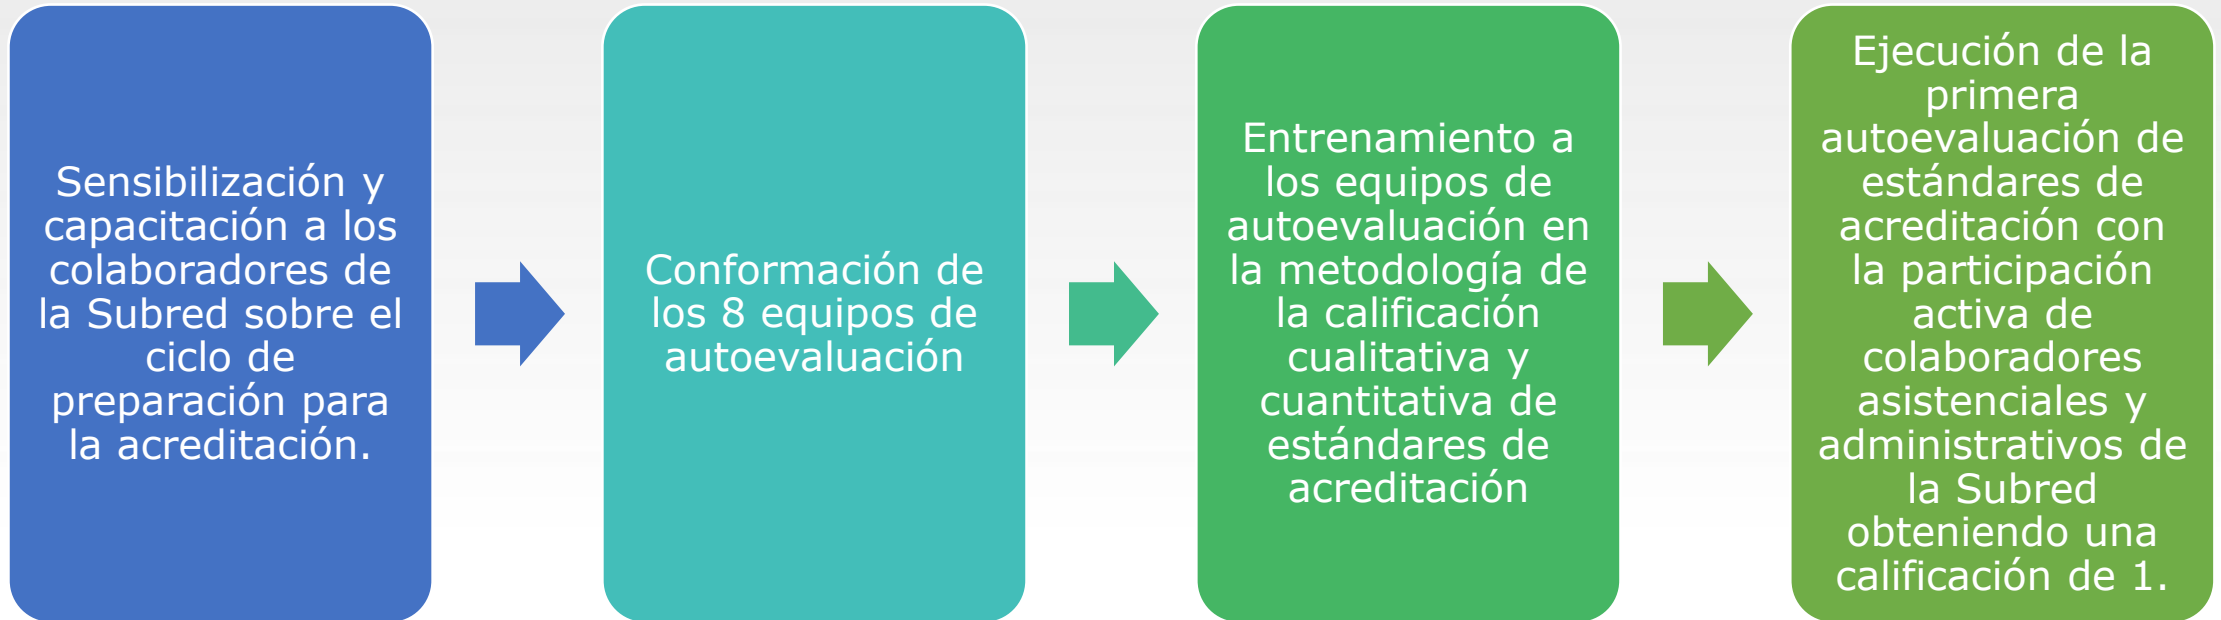 Sensibilización y
capacitación a los
colaboradores de
la Subred sobre el
ciclo de
preparación para
la acreditación.
Conformación de
los 8 equipos de
autoevaluación
Entrenamiento a
los equipos de
autoevaluación en
la metodología de
la calificación
cualitativa y
cuantitativa de
estándares de
acreditación
Ejecución de la
primera
autoevaluación de
estándares de
acreditación con
la participación
activa de
colaboradores
asistenciales y
administrativos de
la Subred
obteniendo una
calificación de 1.